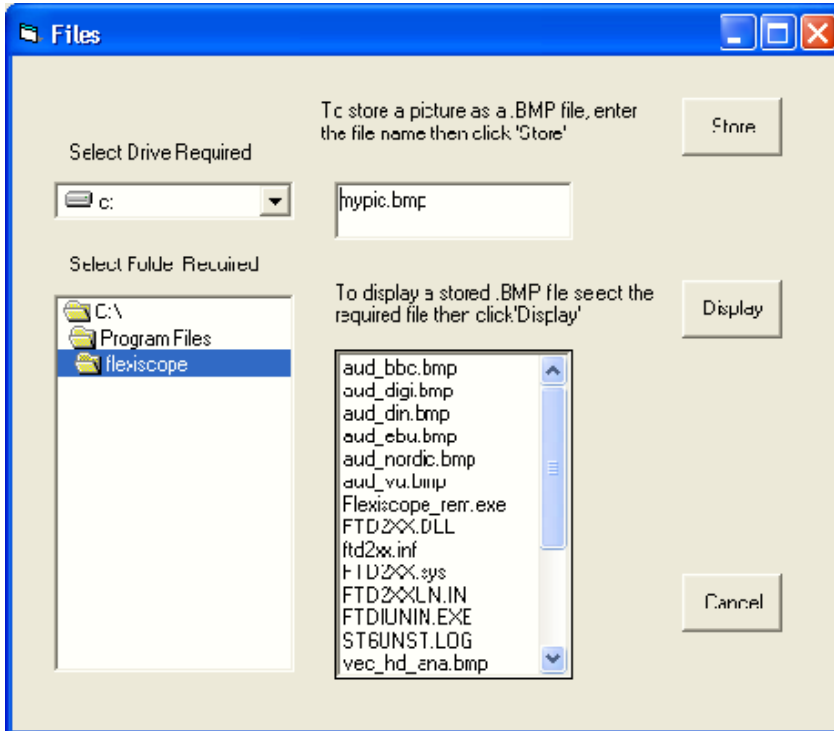 Files
To store a picture as a .BMP file, enter
the file name then click 'Store'
Store
Select Drive Required
c:
mypic.bmp
Select Folder Required
To display a stored .BMP file select the
required file then click'Display'
Display
C:\
Program Files
flexiscope
aud_bbc.bmp
aud_digi.bmp
aud_din.bmp
aud_ebu.bmp
aud_nordic.bmp
aud_vu.bmp
Flexiscope_rem.exe
FTD2XX.DLL
ftd2xx.inf
FTD2XX.sys
FTD2XXUN.IN
FTDIUNIN.EXE
ST6UNST.LOG
vec_hd_ana.bmp
Cancel